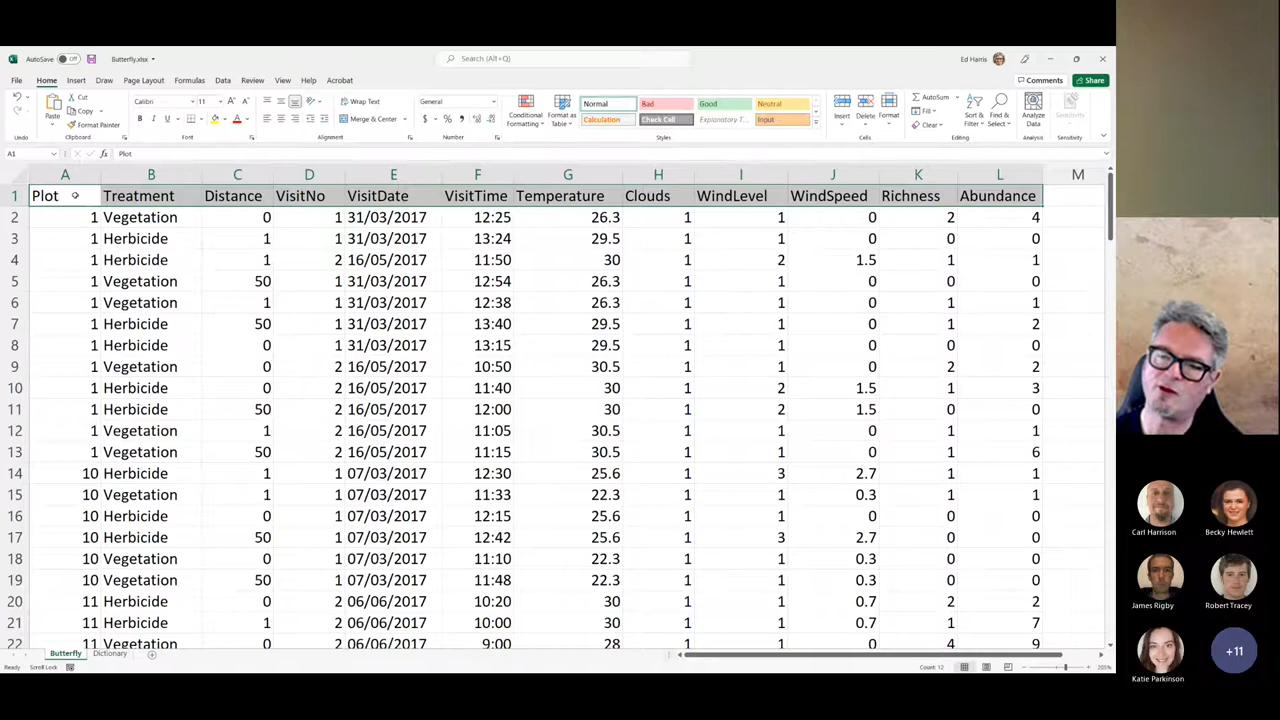 AutoSave Off Butterfly.xlsx Search (Alt+Q) Ed Harris
File Home Insert Draw Page Layout Formulas Data Review View Help Acrobat Comments Share
Cut Calibri 11 Wrap Text General Normal Bad Good Neutral AutoSum
Paste Copy Conditional Formatting Format as Table Insert Delete Format Fill Sort & Filter Find & Select Analyze Data Sensitivity
Format Painter B I U Merge & Center Calculation Check Cell Explanatory T... Input Clear
Undo Clipboard Font Alignment Number Styles Cells Editing Analysis Sensitivity
A1 fx Plot
A B C D E F G H I J K L M
1 Plot Treatment Distance VisitNo VisitDate VisitTime Temperature Clouds WindLevel WindSpeed Richness Abundance
2 1 Vegetation 0 1 31/03/2017 12:25 26.3 1 1 0 2 4
3 1 Herbicide 1 1 31/03/2017 13:24 29.5 1 1 0 0 0
4 1 Herbicide 1 2 16/05/2017 11:50 30 1 2 1.5 1 1
5 1 Vegetation 50 1 31/03/2017 12:54 26.3 1 1 0 0 0
6 1 Vegetation 1 1 31/03/2017 12:38 26.3 1 1 0 1 1
7 1 Herbicide 50 1 31/03/2017 13:40 29.5 1 1 0 1 2
8 1 Herbicide 0 1 31/03/2017 13:15 29.5 1 1 0 0 0
9 1 Vegetation 0 2 16/05/2017 10:50 30.5 1 1 0 2 2
10 1 Herbicide 0 2 16/05/2017 11:40 30 1 2 1.5 1 3
11 1 Herbicide 50 2 16/05/2017 12:00 30 1 2 1.5 0 0
12 1 Vegetation 1 2 16/05/2017 11:05 30.5 1 1 0 1 1
13 1 Vegetation 50 2 16/05/2017 11:15 30.5 1 1 0 1 6
14 10 Herbicide 1 1 07/03/2017 12:30 25.6 1 3 2.7 1 1
15 10 Vegetation 1 1 07/03/2017 11:33 22.3 1 1 0.3 1 1
16 10 Herbicide 0 1 07/03/2017 12:15 25.6 1 1 0 0 0
17 10 Herbicide 50 1 07/03/2017 12:42 25.6 1 3 2.7 1 1
18 10 Vegetation 0 1 07/03/2017 11:10 22.3 1 1 0.3 0 0
19 10 Vegetation 50 1 07/03/2017 11:48 22.3 1 1 0.3 0 0
20 11 Herbicide 0 2 06/06/2017 10:20 30 1 1 0.7 2 2
21 11 Herbicide 1 2 06/06/2017 10:00 30 1 1 0.7 1 7
22 11 Vegetation 0 2 06/06/2017 9:00 28 1 1 0 4 9
Butterfly Dictionary
Ready Scroll Lock Count: 12 205%
Carl Harrison Becky Hewlett
James Rigby Robert Tracey
Katie Parkinson +11